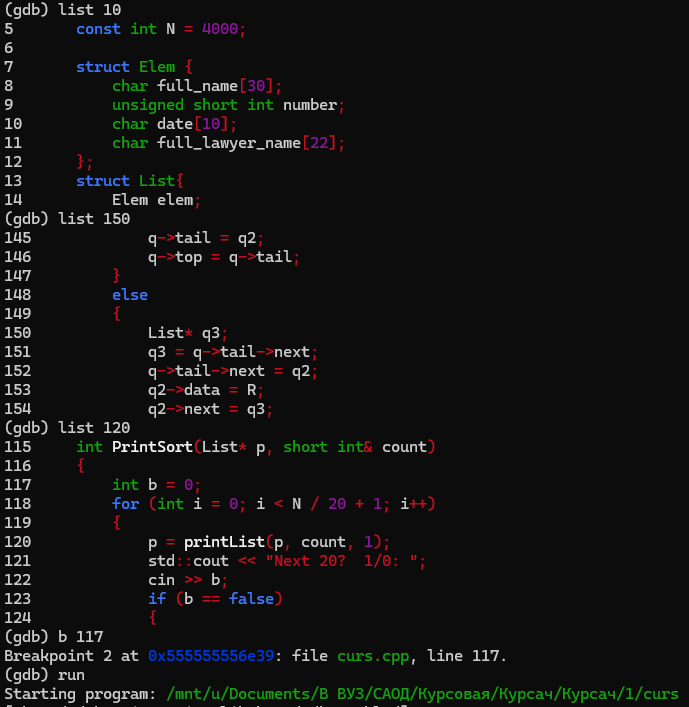 (gdb) list 10
5       const int N = 4000;
6
7       struct Elem {
8           char full_name[30];
9           unsigned short int number;
10          char date[10];
11          char full_lawyer_name[22];
12      };
13      struct List{
14          Elem elem;
(gdb) list 150
145             q->tail = q2;
146             q->top = q->tail;
147         }
148         else
149         {
150             List* q3;
151             q3 = q->tail->next;
152             q->tail->next = q2;
153             q2->data = R;
154             q2->next = q3;
(gdb) list 120
115     int PrintSort(List* p, short int& count)
116     {
117         int b = 0;
118         for (int i = 0; i < N / 20 + 1; i++)
119         {
120             p = printList(p, count, 1);
121             std::cout << "Next 20?  1/0: ";
122             cin >> b;
123             if (b == false)
124             {
(gdb) b 117
Breakpoint 2 at 0x555555556e39: file curs.cpp, line 117.
(gdb) run
Starting program: /mnt/u/Documents/В ВУЗ/САОД/Курсовая/Курсач/Курсач/1/curs